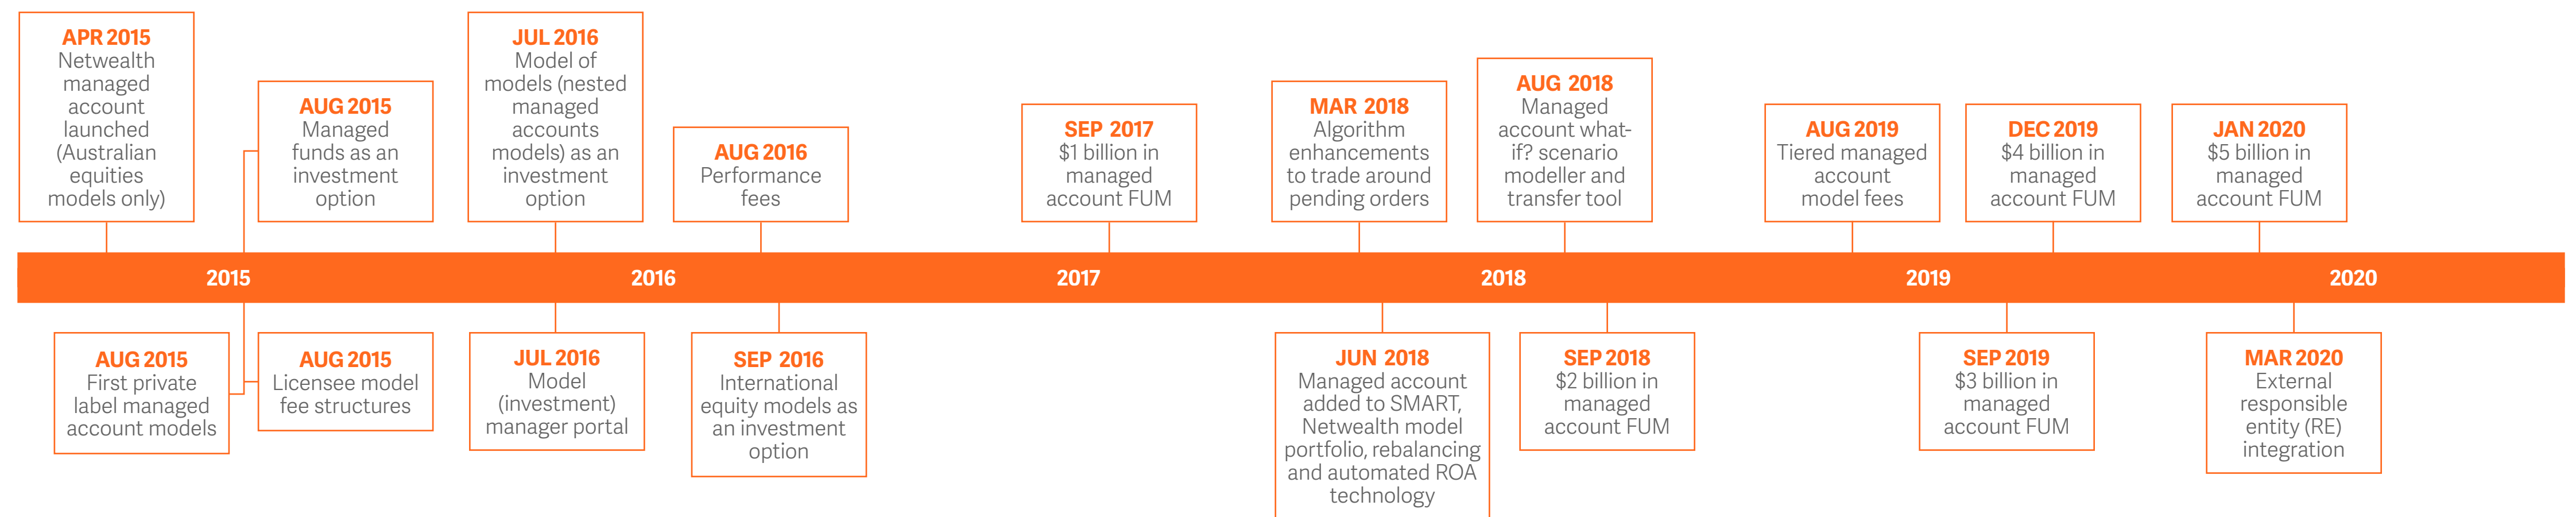 APR 2015
Netwealth
managed
account
launched
(Australian
equities
models only)
AUG 2015
Managed
funds as an
investment
option
JUL 2016
Model of
models (nested
managed
accounts
models) as an
investment
option
AUG 2016
Performance
fees
SEP 2017
$1 billion in
managed
account FUM
MAR 2018
Algorithm
enhancements
to trade around
pending orders
AUG 2018
Managed
account what-
if? scenario
modeller and
transfer tool
AUG 2019
Tiered managed
account
model fees
DEC 2019
$4 billion in
managed
account FUM
JAN 2020
$5 billion in
managed
account FUM
2015
2016
2017
2018
2019
2020
AUG 2015
First private
label managed
account models
AUG 2015
Licensee model
fee structures
JUL 2016
Model
(investment)
manager portal
SEP 2016
International
equity models as
an investment
option
JUN 2018
Managed account
added to SMART,
Netwealth model
portfolio, rebalancing
and automated ROA
technology
SEP 2018
$2 billion in
managed
account FUM
SEP 2019
$3 billion in
managed
account FUM
MAR 2020
External
responsible
entity (RE)
integration